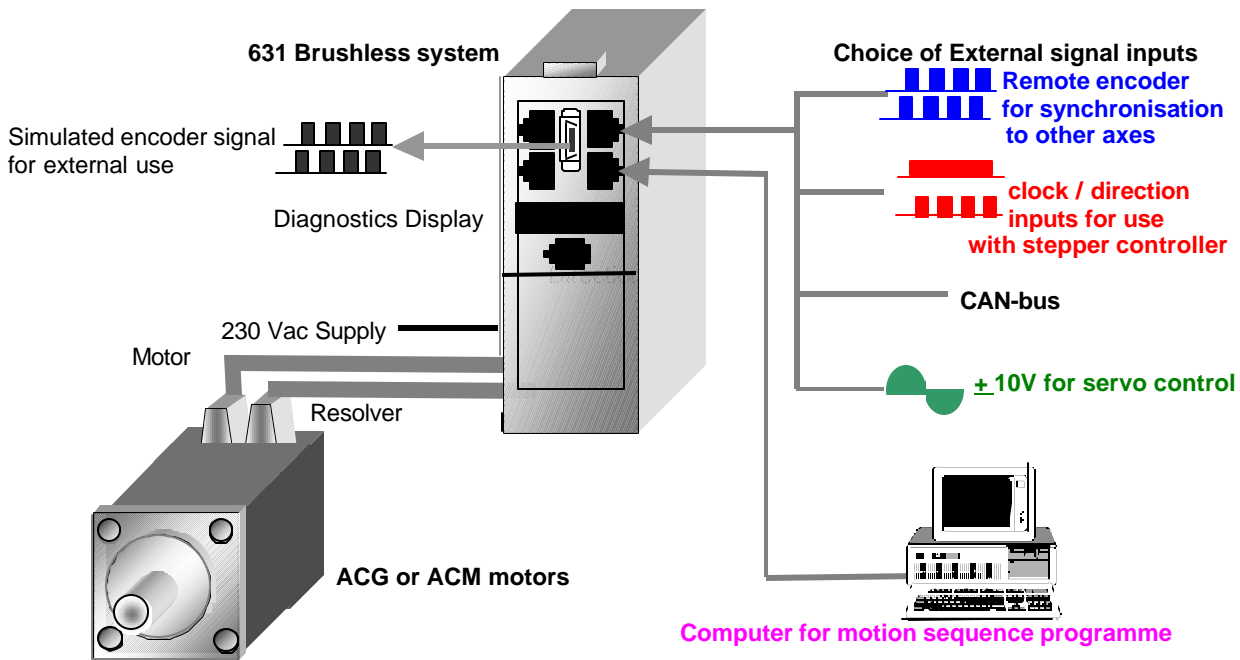 631 Brushless system
Choice of External signal inputs
Remote encoder
for synchronisation
to other axes
Simulated encoder signal
for external use
clock / direction
inputs for use
with stepper controller
Diagnostics Display
CAN-bus
230 Vac Supply
Motor
± 10V for servo control
Resolver
ACG or ACM motors
Computer for motion sequence programme